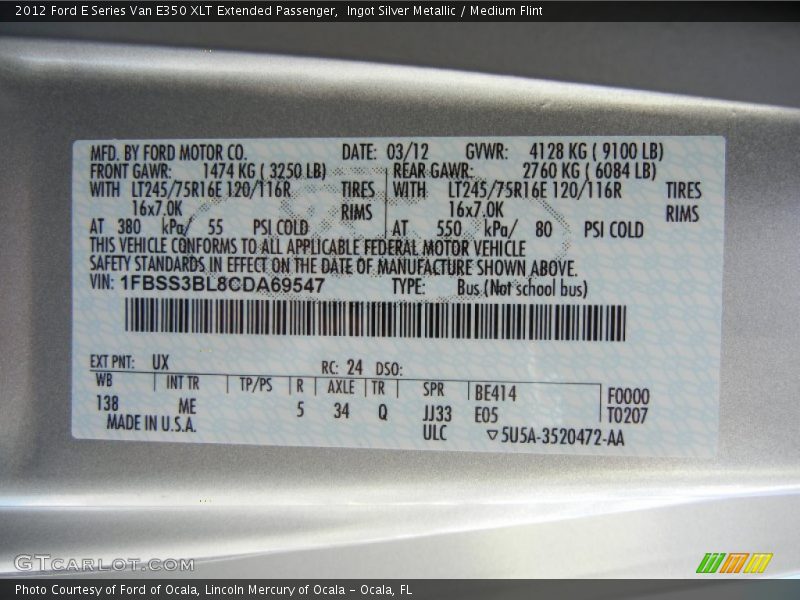 2012 Ford E Series Van E350 XLT Extended Passenger,  Ingot Silver Metallic / Medium Flint
MFD. BY FORD MOTOR CO. DATE: 03/12 GVWR: 4128 KG ( 9100 LB)
FRONT GAWR: 1474 KG ( 3250 LB) REAR GAWR: 2760 KG ( 6084 LB)
WITH LT245/75R16E 120/116R TIRES WITH LT245/75R16E 120/116R TIRES
16x7.0K RIMS 16x7.0K RIMS
AT 380 kPa/ 55 PSI COLD AT 550 kPa/ 80 PSI COLD
THIS VEHICLE CONFORMS TO ALL APPLICABLE FEDERAL MOTOR VEHICLE
SAFETY STANDARDS IN EFFECT ON THE DATE OF MANUFACTURE SHOWN ABOVE.
VIN: 1FBSS3BL8CDA69547 TYPE: Bus (Not school bus)
EXT PNT: UX RC: 24 DSO:
WB INT TR TP/PS R AXLE TR SPR BE414 F0000
138 ME 5 34 Q JJ33 E05 T0207
MADE IN U.S.A. ULC ▽5U5A-3520472-AA
GTCarLot.com
Photo Courtesy of Ford of Ocala, Lincoln Mercury of Ocala – Ocala, FL